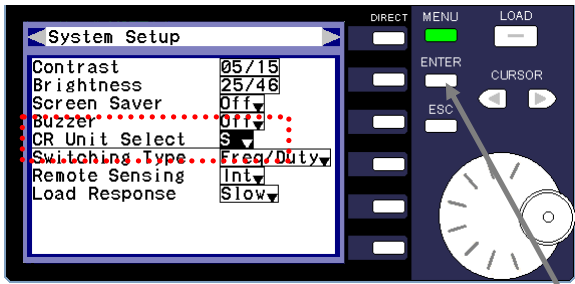 DIRECT MENU LOAD
System Setup
ENTER
CURSOR
ESC
Contrast 05/15
Brightness 25/46
Screen Saver Off
Buzzer Off
CR Unit Select S
Switching Type Freq/Duty
Remote Sensing Int
Load Response Slow